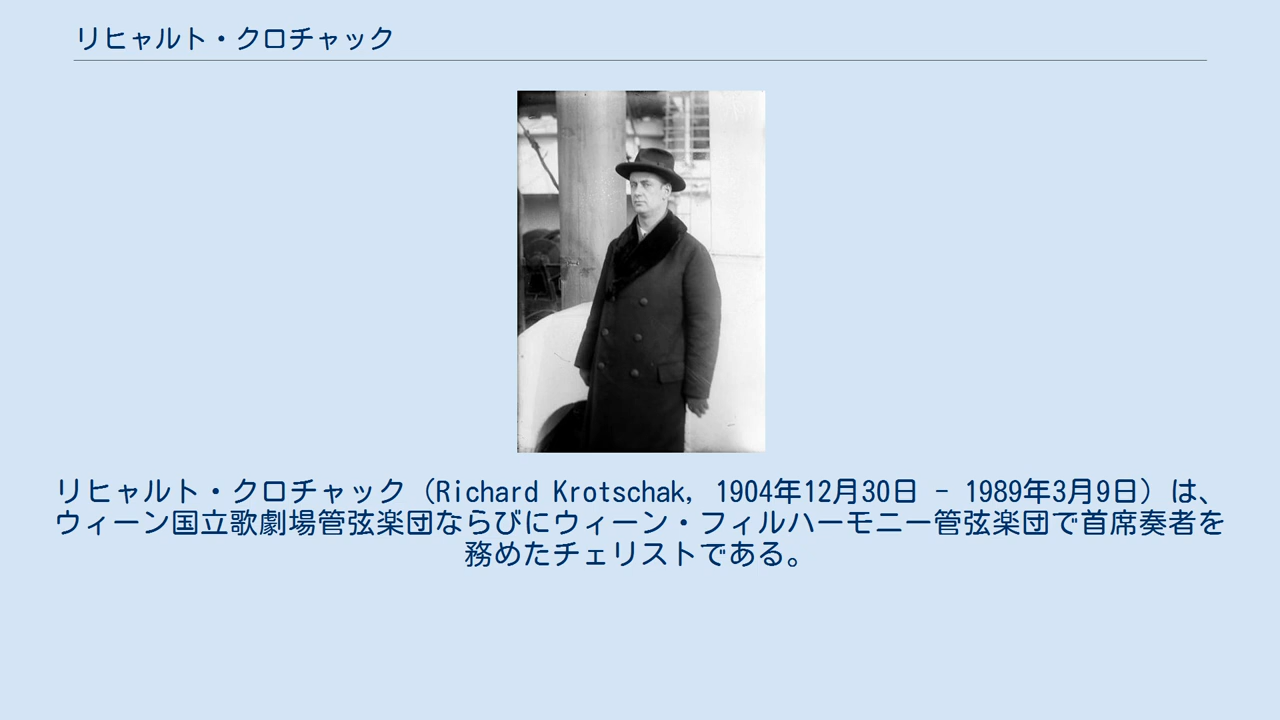 リヒャルト・クロチャック
リヒャルト・クロチャック（Richard Krotschak, 1904年12月30日 - 1989年3月9日）は、
ウィーン国立歌劇場管弦楽団ならびにウィーン・フィルハーモニー管弦楽団で首席奏者を
務めたチェリストである。